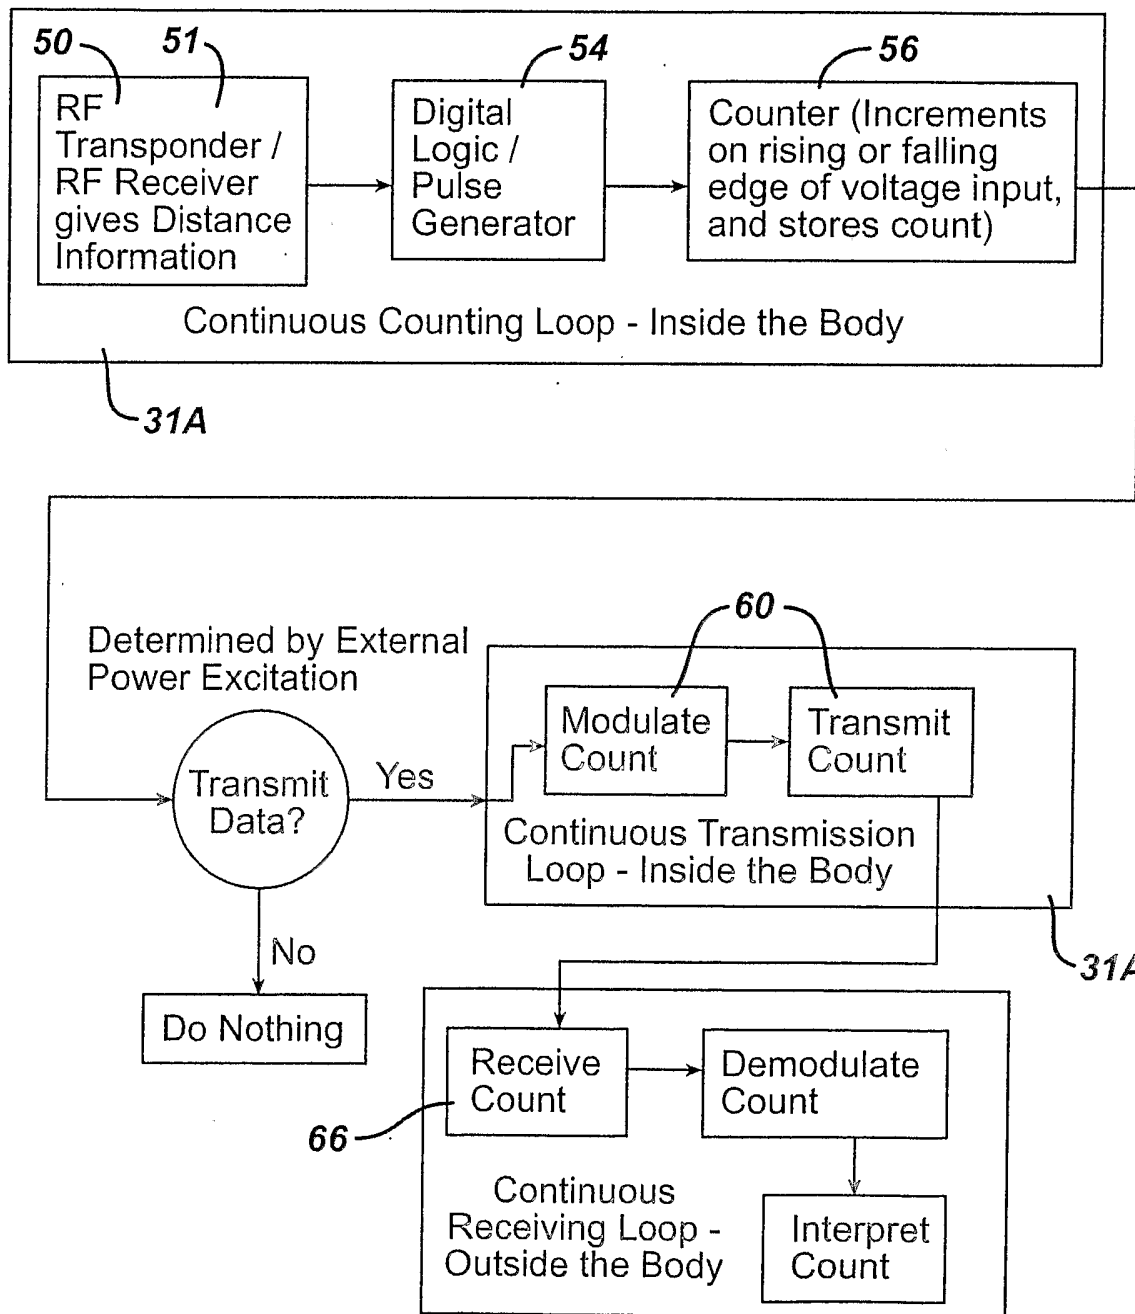 50
51
54
56
RF
Transponder /
RF Receiver
gives Distance
Information
Digital
Logic /
Pulse
Generator
Counter (Increments
on rising or falling
edge of voltage input,
and stores count)
Continuous Counting Loop - Inside the Body
31A
60
Determined by External
Power Excitation
Modulate
Count
Transmit
Count
Transmit
Data?
Yes
Continuous Transmission
Loop - Inside the Body
No
31A
Do Nothing
Receive
Count
Demodulate
Count
66
Continuous
Receiving Loop -
Outside the Body
Interpret
Count